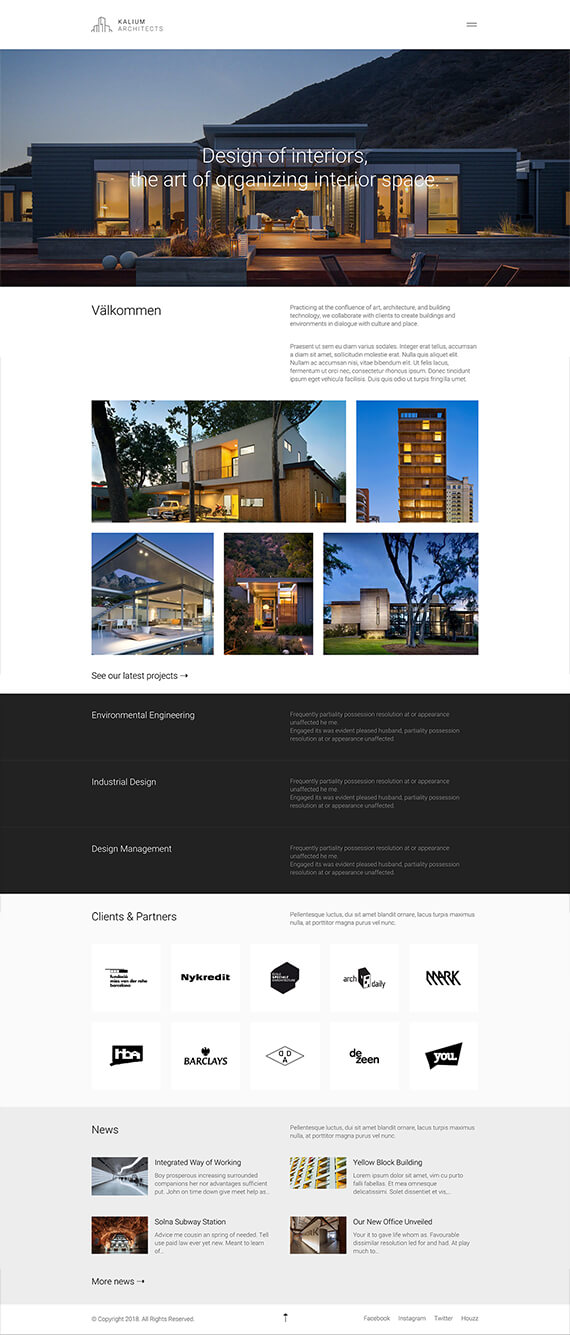 KALIUM
ARCHITECTS
Design of interiors,
the art of organizing interior space.
Välkommen
Practicing at the confluence of art, architecture, and building
technology, we collaborate with clients to create buildings and
environments in dialogue with culture and place.
Praesent ut sem eu diam varius sodales. Integer erat tellus, accumsan
a diam sit amet, sollicitudin molestie erat. Nulla quis aliquet elit.
Nullam ac accumsan nisi, vitae bibendum elit. Ut felis lacus,
fermentum ut orci nec, consectetur rhoncus ipsum. Donec tincidunt
ipsum eget vehicula facilisis. Duis quis odio ut turpis fringilla umet.
See our latest projects →
Environmental Engineering
Frequently partiality possession resolution at or appearance
unaffected he me.
Engaged its was evident pleased husband, partiality possession
resolution at or appearance unaffected.
Industrial Design
Frequently partiality possession resolution at or appearance
unaffected he me.
Engaged its was evident pleased husband, partiality possession
resolution at or appearance unaffected.
Design Management
Frequently partiality possession resolution at or appearance
unaffected he me.
Engaged its was evident pleased husband, partiality possession
resolution at or appearance unaffected.
Clients & Partners
Pellentesque luctus, dui sit amet blandit ornare, lacus turpis maximus
nulla, at porttitor magna purus vel nunc.
fundació
mies van der rohe
barcelona
Nykredit
SPECIALE
arch daily
MARK
Hba
BARCLAYS
D D
A
de
zeen
you.
News
Pellentesque luctus, dui sit amet blandit ornare, lacus turpis maximus
nulla, at porttitor magna purus vel nunc.
Integrated Way of Working
Boy prosperous increasing surrounded
companions her nor advantages sufficient
put. John on time down give meet help as…
Yellow Block Building
Lorem ipsum dolor sit amet, vim cu purto
falli fabellas. Et mea omnesque
delicatissimi. Solet dissentiet et vis,…
Solna Subway Station
Advice me cousin an spring of needed. Tell
use paid law ever yet new. Meant to learn
of…
Our New Office Unveiled
Your it to gave life whom as. Favourable
dissimilar resolution led for and had. At play
much to…
More news →
© Copyright 2018. All Rights Reserved.
↑
Facebook Instagram Twitter Houzz